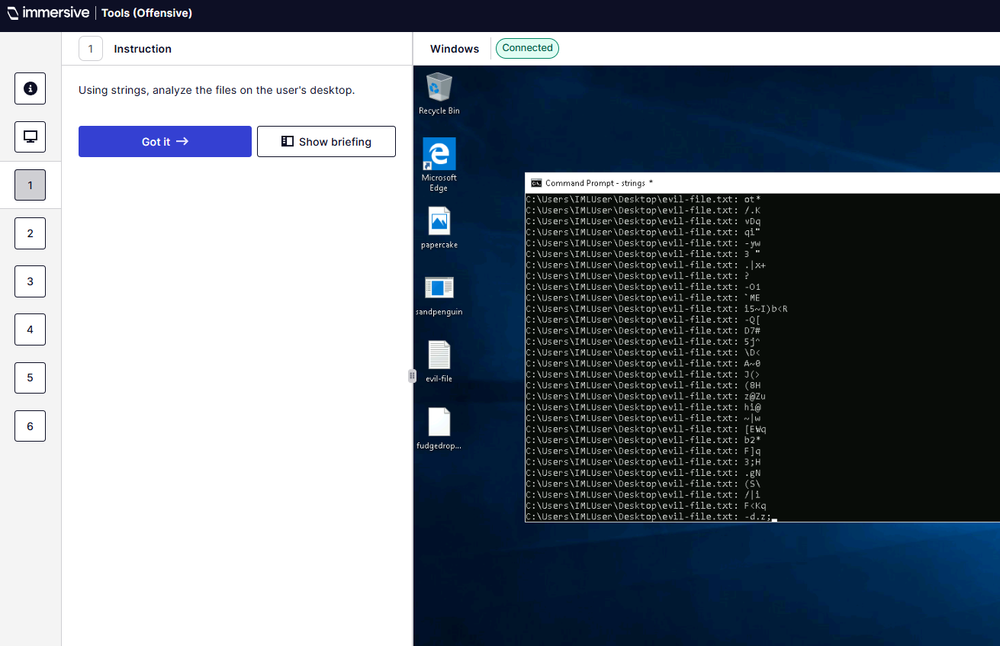 immersive | Tools (Offensive)
1 Instruction
Using strings, analyze the files on the user's desktop.
Got it → Show briefing
1
2
3
4
5
6
Windows Connected
Recycle Bin
Microsoft
Edge
papercake
sandpenguin
evil-file
fudgedrop...
Command Prompt - strings *
C:\Users\IMLUser\Desktop\evil-file.txt: ot*
C:\Users\IMLUser\Desktop\evil-file.txt: /.K
C:\Users\IMLUser\Desktop\evil-file.txt: vDq
C:\Users\IMLUser\Desktop\evil-file.txt: qi"
C:\Users\IMLUser\Desktop\evil-file.txt: -yw
C:\Users\IMLUser\Desktop\evil-file.txt: 3 "
C:\Users\IMLUser\Desktop\evil-file.txt: .|x+
C:\Users\IMLUser\Desktop\evil-file.txt: ?
C:\Users\IMLUser\Desktop\evil-file.txt: -O1
C:\Users\IMLUser\Desktop\evil-file.txt: `ME
C:\Users\IMLUser\Desktop\evil-file.txt: i5~I)b<R
C:\Users\IMLUser\Desktop\evil-file.txt: -Q[
C:\Users\IMLUser\Desktop\evil-file.txt: D7#
C:\Users\IMLUser\Desktop\evil-file.txt: 5j^
C:\Users\IMLUser\Desktop\evil-file.txt: \D<
C:\Users\IMLUser\Desktop\evil-file.txt: A~0
C:\Users\IMLUser\Desktop\evil-file.txt: J(>
C:\Users\IMLUser\Desktop\evil-file.txt: (8H
C:\Users\IMLUser\Desktop\evil-file.txt: z@Zu
C:\Users\IMLUser\Desktop\evil-file.txt: hi@
C:\Users\IMLUser\Desktop\evil-file.txt: ~|w
C:\Users\IMLUser\Desktop\evil-file.txt: [EWq
C:\Users\IMLUser\Desktop\evil-file.txt: b2*
C:\Users\IMLUser\Desktop\evil-file.txt: F]q
C:\Users\IMLUser\Desktop\evil-file.txt: 3;H
C:\Users\IMLUser\Desktop\evil-file.txt: .gN
C:\Users\IMLUser\Desktop\evil-file.txt: (S\
C:\Users\IMLUser\Desktop\evil-file.txt: /|i
C:\Users\IMLUser\Desktop\evil-file.txt: F<Kq
C:\Users\IMLUser\Desktop\evil-file.txt: -d.z;